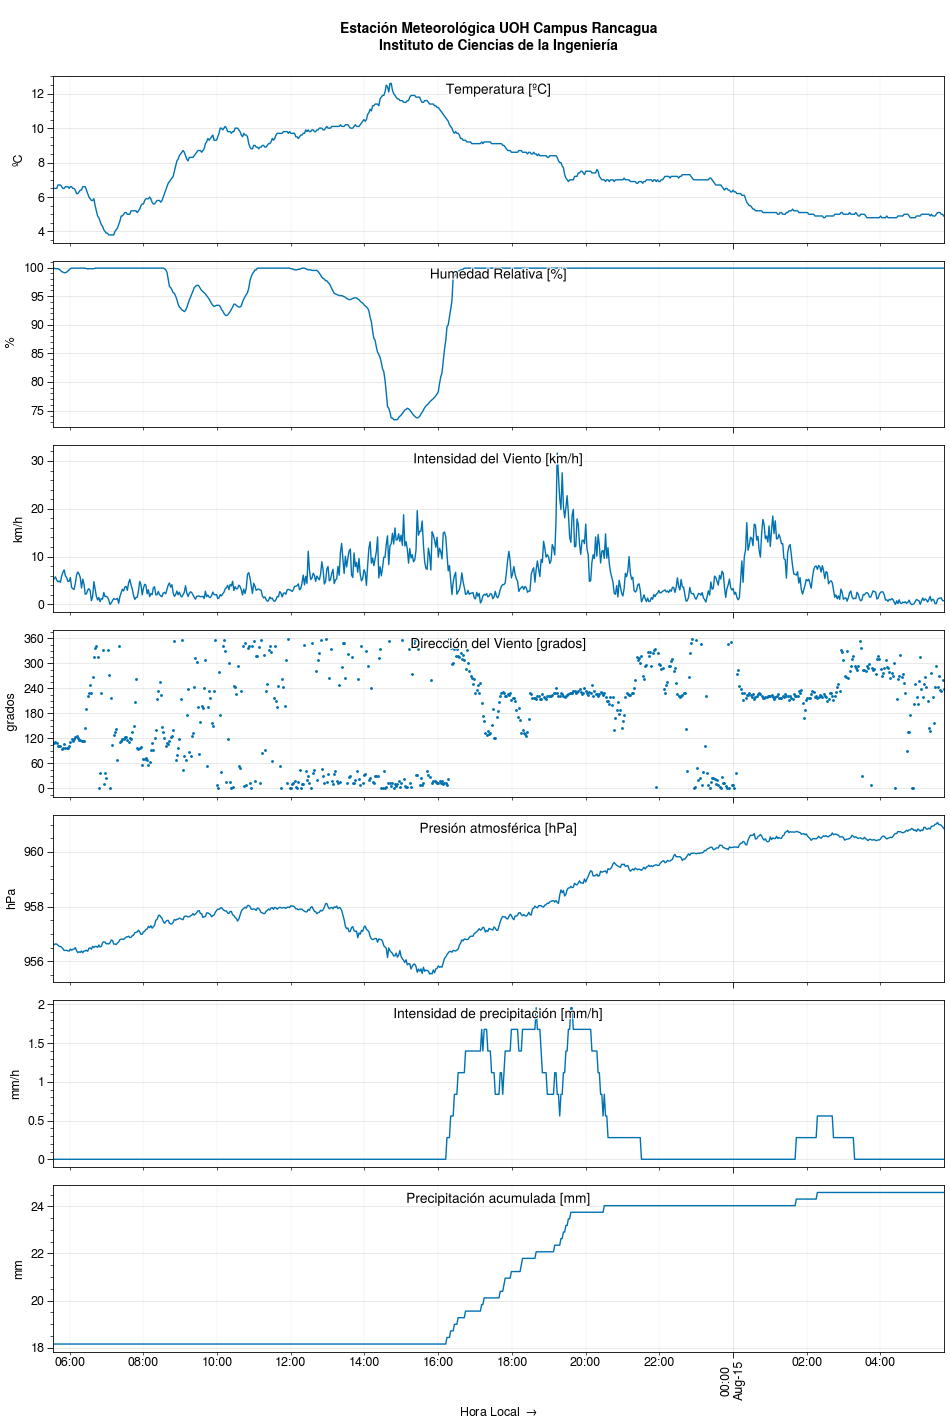 Estación Meteorológica UOH Campus Rancagua
Instituto de Ciencias de la Ingeniería
Temperatura [ºC]
ºC
12
10
8
6
4
Humedad Relativa [%]
%
100
95
90
85
80
75
Intensidad del Viento [km/h]
km/h
30
20
10
0
Dirección del Viento [grados]
grados
360
300
240
180
120
60
0
Presión atmosférica [hPa]
hPa
960
958
956
Intensidad de precipitación [mm/h]
mm/h
2
1.5
1
0.5
0
Precipitación acumulada [mm]
mm
24
22
20
18
06:00 08:00 10:00 12:00 14:00 16:00 18:00 20:00 22:00 00:00 02:00 04:00
Aug-15
Hora Local →